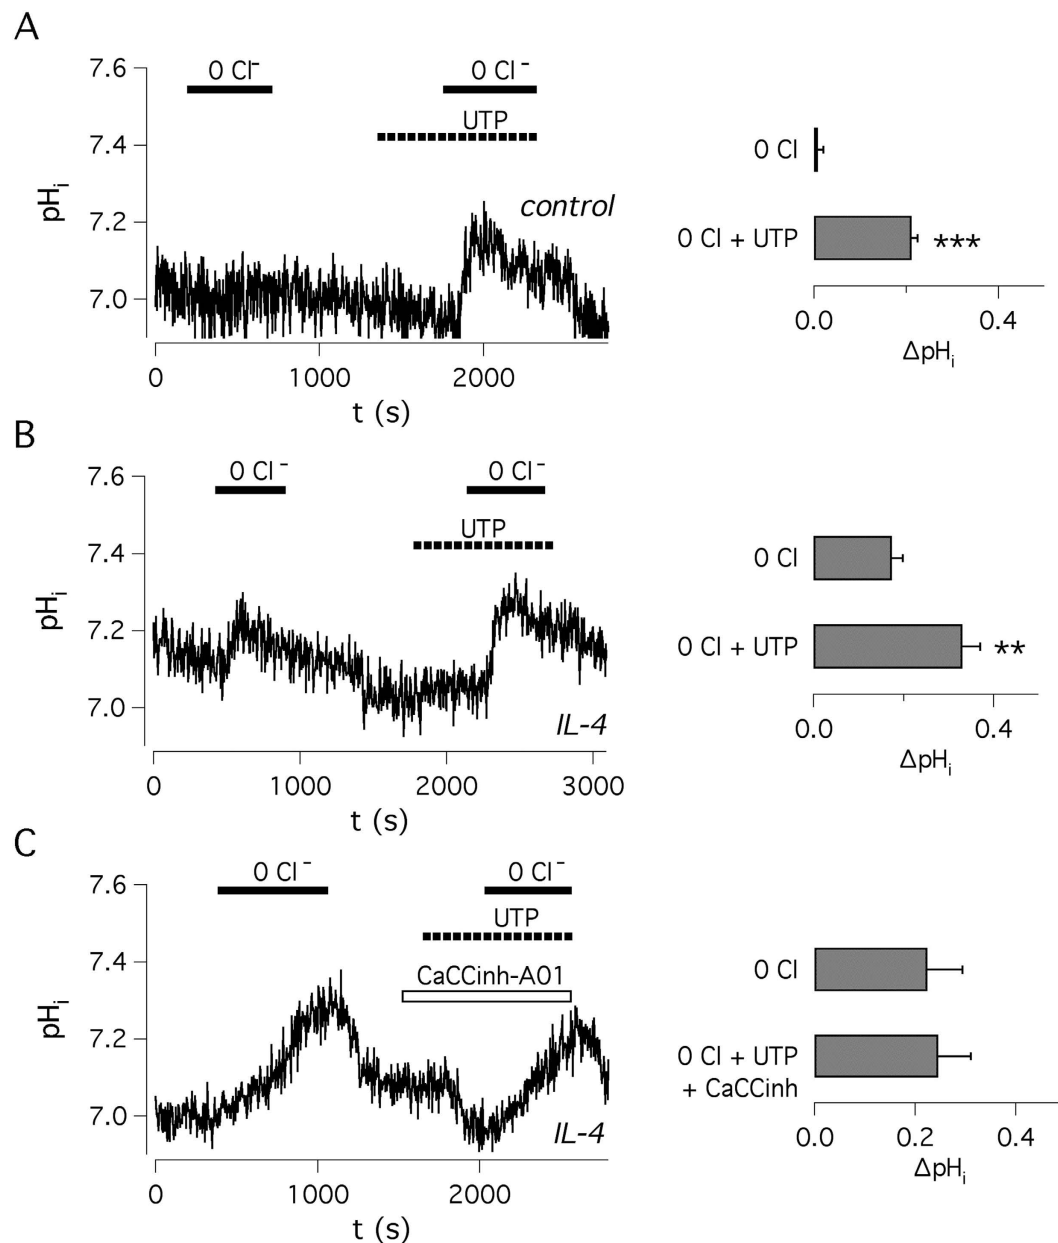 A
7.6
0 Cl⁻
0 Cl⁻
UTP
7.4
pHᵢ
7.2
control
7.0
0
1000
2000
t (s)
0 Cl
0 Cl + UTP
***
0.0
0.4
ΔpHᵢ
B
7.6
0 Cl⁻
0 Cl⁻
UTP
7.4
pHᵢ
7.2
7.0
IL-4
0
1000
2000
3000
t (s)
0 Cl
0 Cl + UTP
**
0.0
0.4
ΔpHᵢ
C
7.6
0 Cl⁻
0 Cl⁻
UTP
7.4
CaCCinh-A01
pHᵢ
7.2
7.0
IL-4
0
1000
2000
t (s)
0 Cl
0 Cl + UTP
+ CaCCinh
0.0
0.2
0.4
ΔpHᵢ